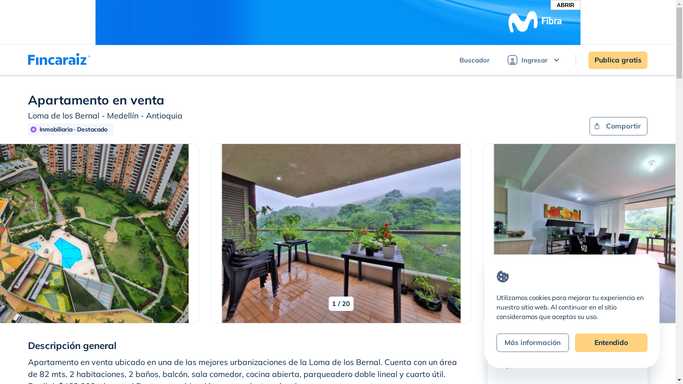 ABRIR
Fibra
Fincaraiz
Buscador
Ingresar
Publica gratis
Apartamento en venta
Loma de los Bernal - Medellín - Antioquia
Inmobiliaria · Destacado
Compartir
1 / 20
Utilizamos cookies para mejorar tu experiencia en
nuestro sitio web. Al continuar en el sitio
consideramos que aceptas su uso.
Más información
Entendido
Descripción general
Apartamento en venta ubicado en una de las mejores urbanizaciones de la Loma de los Bernal. Cuenta con un área
de 82 mts, 2 habitaciones, 2 baños, balcón, sala comedor, cocina abierta, parqueadero doble lineal y cuarto útil.